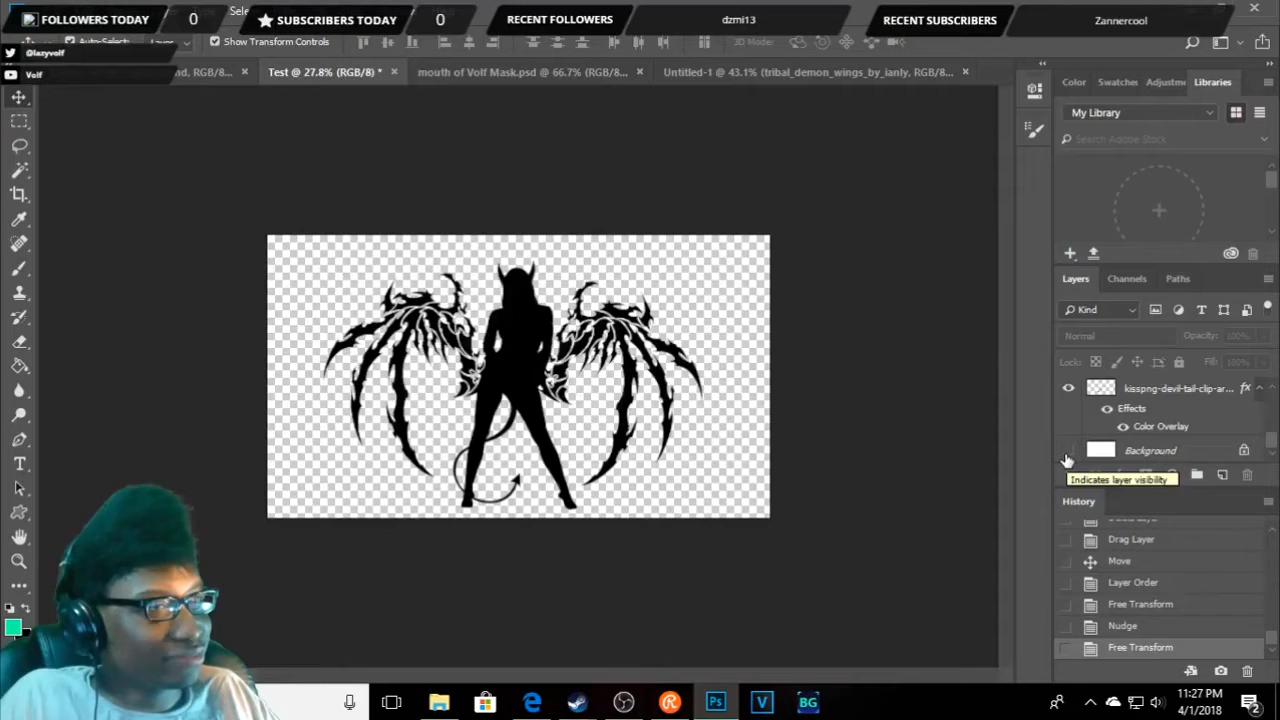 FOLLOWERS TODAY 0
SUBSCRIBERS TODAY 0
RECENT FOLLOWERS dzmi13
RECENT SUBSCRIBERS Zannercool
Auto-Select: Layer
Show Transform Controls
3D Mode:
@lazyvolf
Volf
nd, RGB/8...
Test @ 27.8% (RGB/8) *
mouth of Volf Mask.psd @ 66.7% (RGB/8...
Untitled-1 @ 43.1% (tribal_demon_wings_by_ianly, RGB/8...
Color Swatches Adjustme Libraries
My Library
Search Adobe Stock
Layers Channels Paths
Kind
Normal Opacity: 100%
Lock: Fill: 100%
kisspng-devil-tail-clip-ar... fx
Effects
Color Overlay
Background
Indicates layer visibility
History
Drag Layer
Move
Layer Order
Free Transform
Nudge
Free Transform
Ps
V
BG
11:27 PM
4/1/2018
2